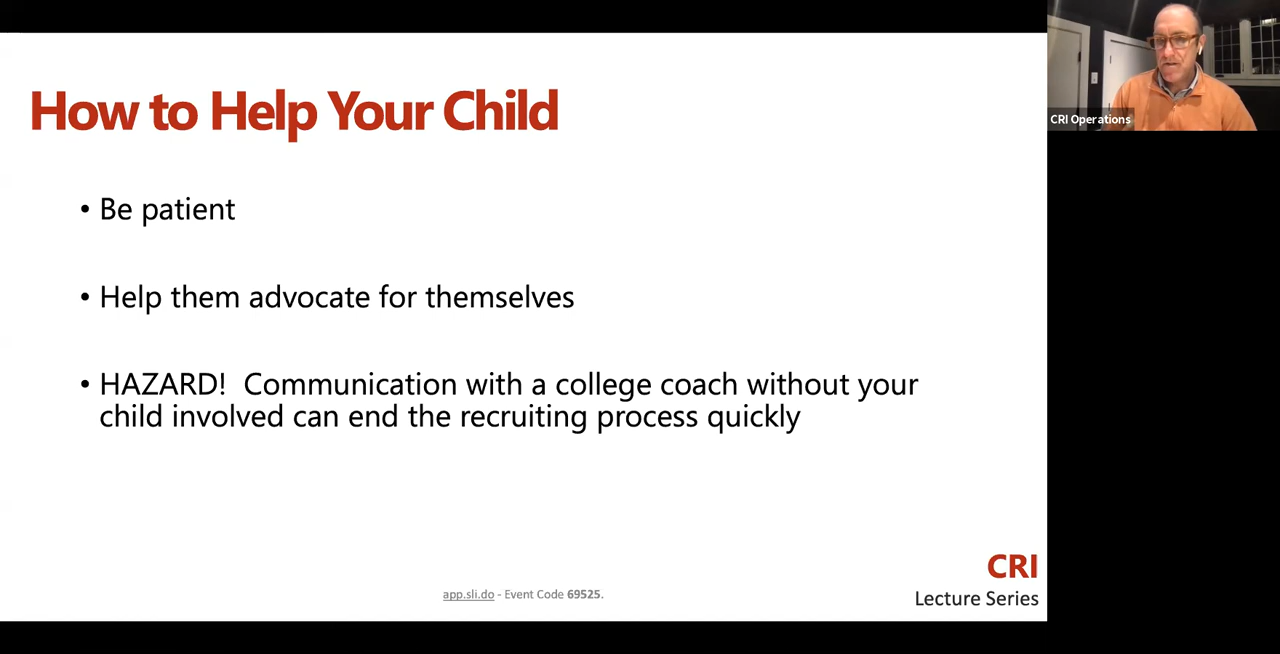 How to Help Your Child
• Be patient
• Help them advocate for themselves
• HAZARD!  Communication with a college coach without your
child involved can end the recruiting process quickly
CRI
Lecture Series
app.sli.do - Event Code 69525.
CRI Operations